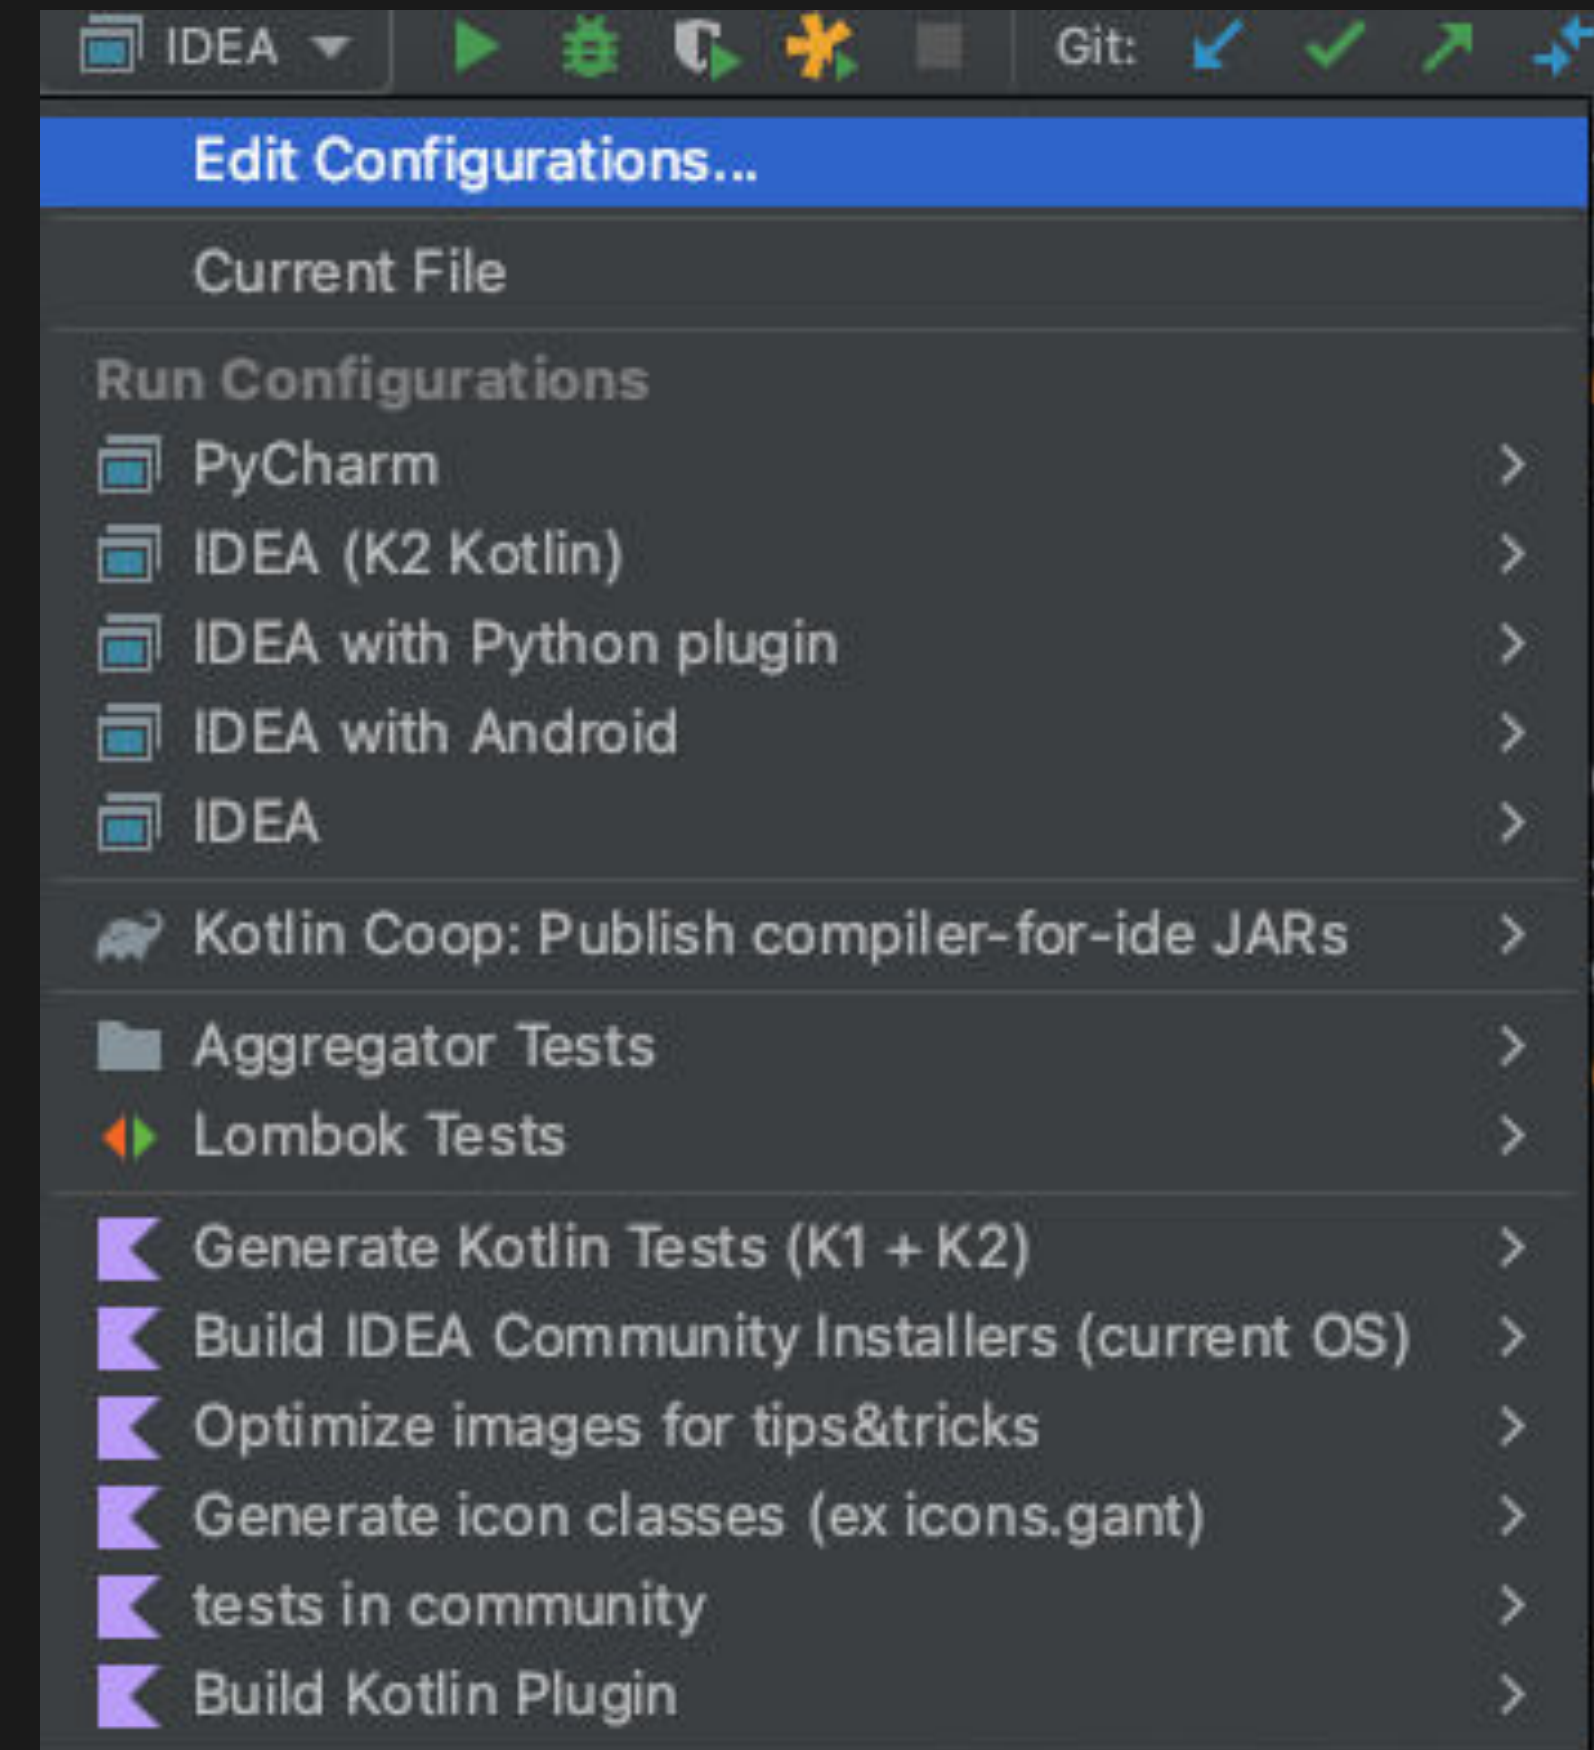 IDEA Git:
Edit Configurations...
Current File
Run Configurations
PyCharm
IDEA (K2 Kotlin)
IDEA with Python plugin
IDEA with Android
IDEA
Kotlin Coop: Publish compiler-for-ide JARs
Aggregator Tests
Lombok Tests
Generate Kotlin Tests (K1 + K2)
Build IDEA Community Installers (current OS)
Optimize images for tips&tricks
Generate icon classes (ex icons.gant)
tests in community
Build Kotlin Plugin